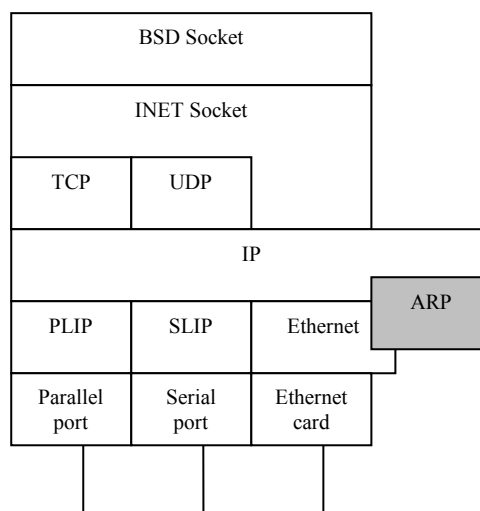 BSD Socket
INET Socket
TCP
UDP
IP
ARP
PLIP
SLIP
Ethernet
Parallel
port
Serial
port
Ethernet
card